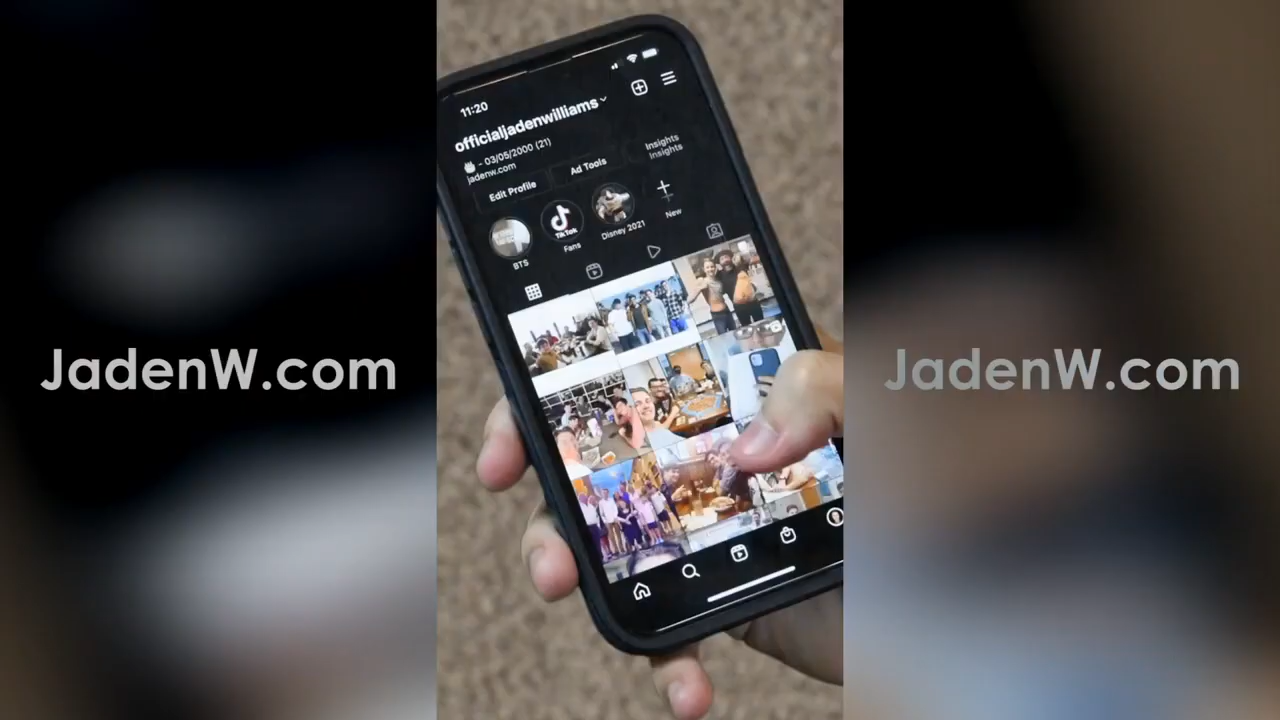 JadenW.com
11:20
officialjadenwilliams
- 03/05/2000 (21)
jadenw.com
Edit Profile
Ad Tools
Insights
Insights
BTS
TikTok
Fans
Disney 2021
New
JadenW.com